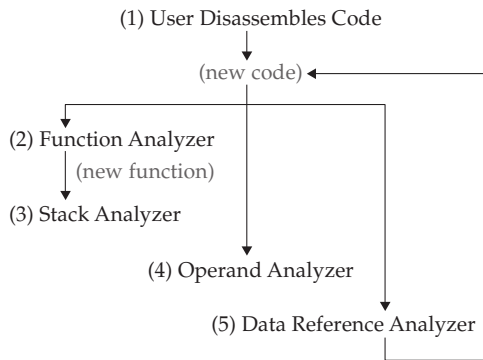 (1) User Disassembles Code
(new code)
(2) Function Analyzer
(new function)
(3) Stack Analyzer
(4) Operand Analyzer
(5) Data Reference Analyzer